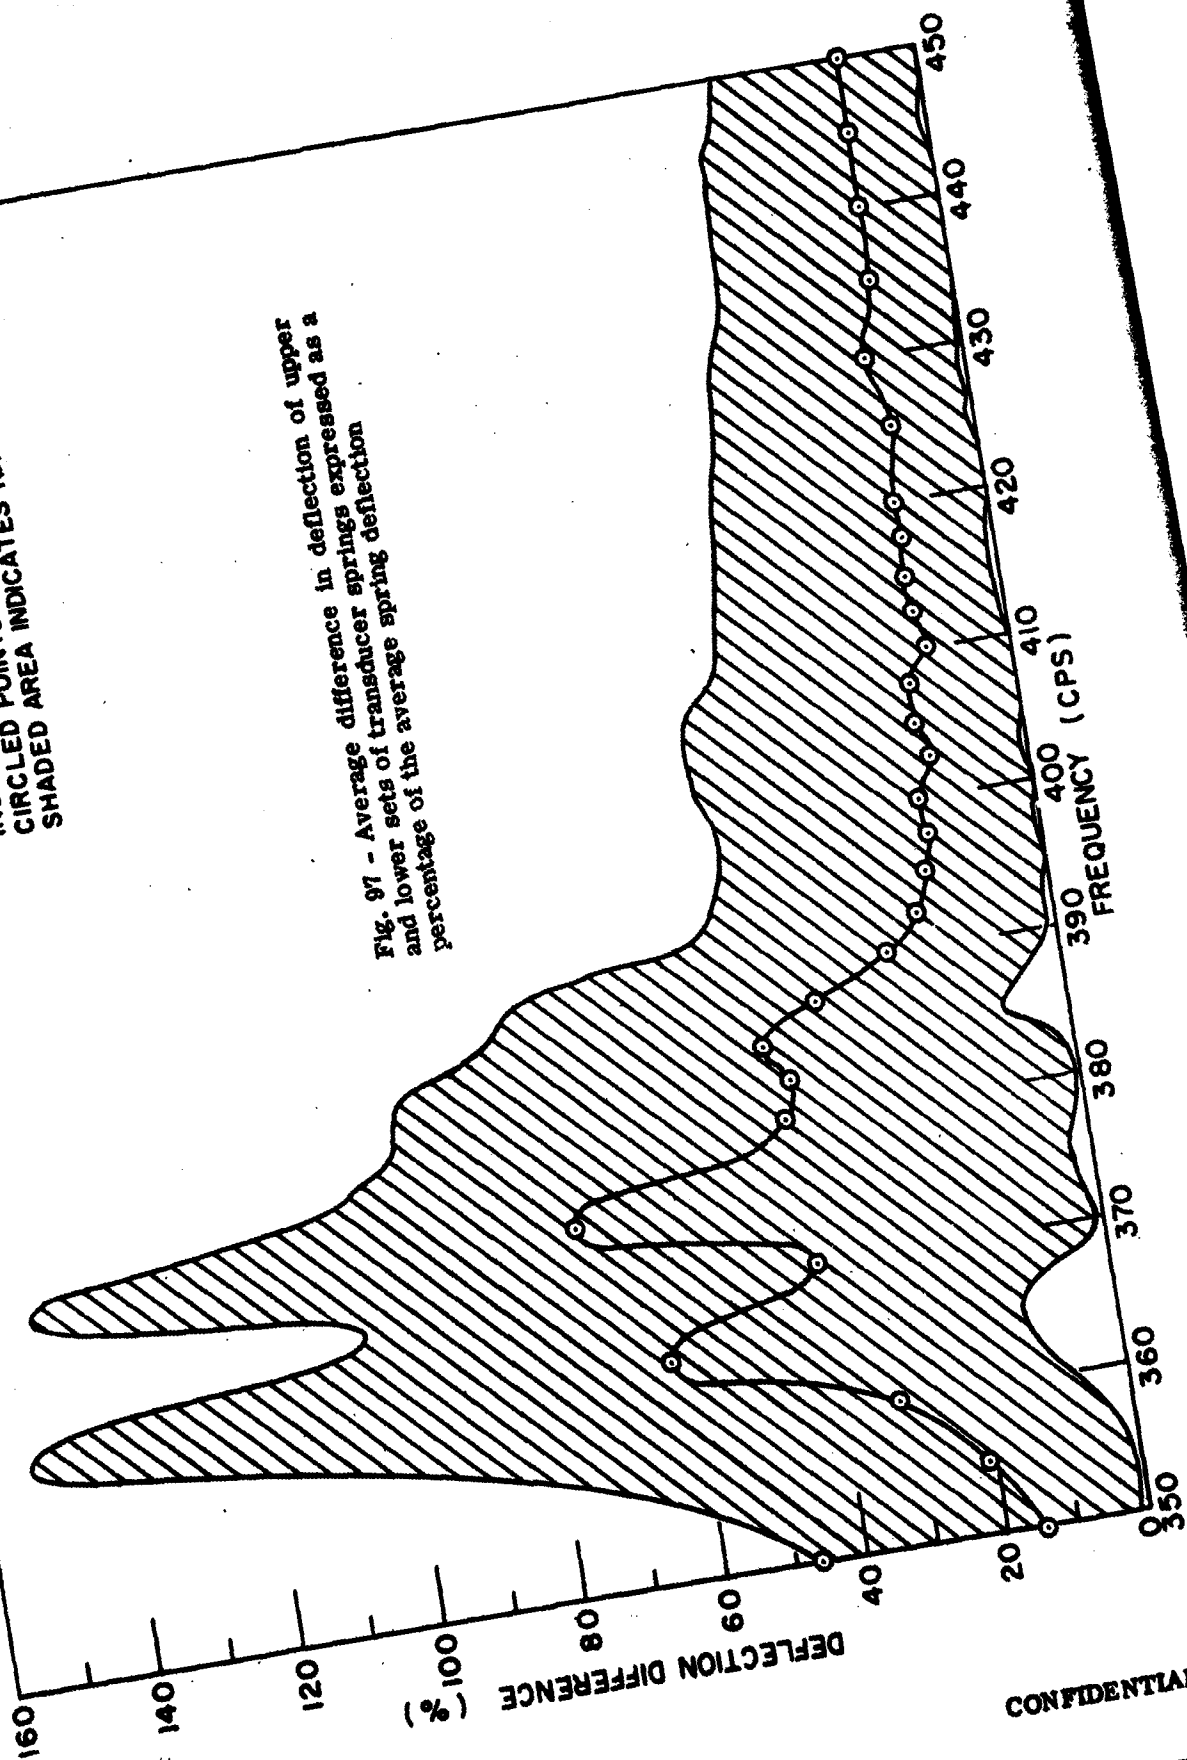 CIRCLED POINTS
SHADED AREA INDICATES
Fig. 97 - Average difference in deflection of upper
and lower sets of transducer springs expressed as a
percentage of the average spring deflection
160
140
120
100
80
60
40
20
0
DEFLECTION DIFFERENCE
(%)
350
360
370
380
390
400
410
420
430
440
450
FREQUENCY (CPS)
CONFIDENTIAL